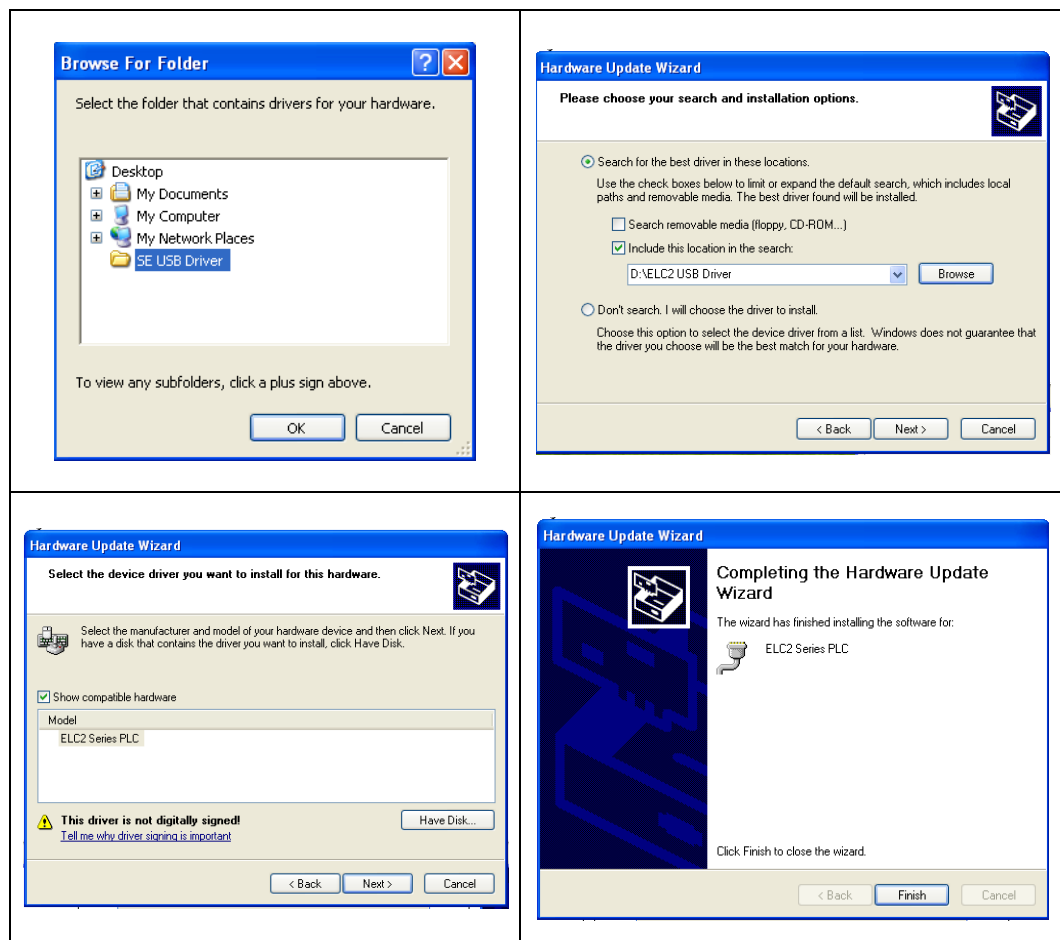 Browse For Folder
Select the folder that contains drivers for your hardware.
Desktop
My Documents
My Computer
My Network Places
SE USB Driver
To view any subfolders, click a plus sign above.
OK Cancel
Hardware Update Wizard
Please choose your search and installation options.
Search for the best driver in these locations.
Use the check boxes below to limit or expand the default search, which includes local
paths and removable media. The best driver found will be installed.
Search removable media (floppy, CD-ROM...)
Include this location in the search:
D:\ELC2 USB Driver Browse
Don't search. I will choose the driver to install.
Choose this option to select the device driver from a list. Windows does not guarantee that
the driver you choose will be the best match for your hardware.
< Back Next > Cancel
Hardware Update Wizard
Select the device driver you want to install for this hardware.
Select the manufacturer and model of your hardware device and then click Next. If you
have a disk that contains the driver you want to install, click Have Disk.
Show compatible hardware
Model
ELC2 Series PLC
This driver is not digitally signed! Have Disk...
Tell me why driver signing is important
< Back Next > Cancel
Hardware Update Wizard
Completing the Hardware Update
Wizard
The wizard has finished installing the software for:
ELC2 Series PLC
Click Finish to close the wizard.
< Back Finish Cancel